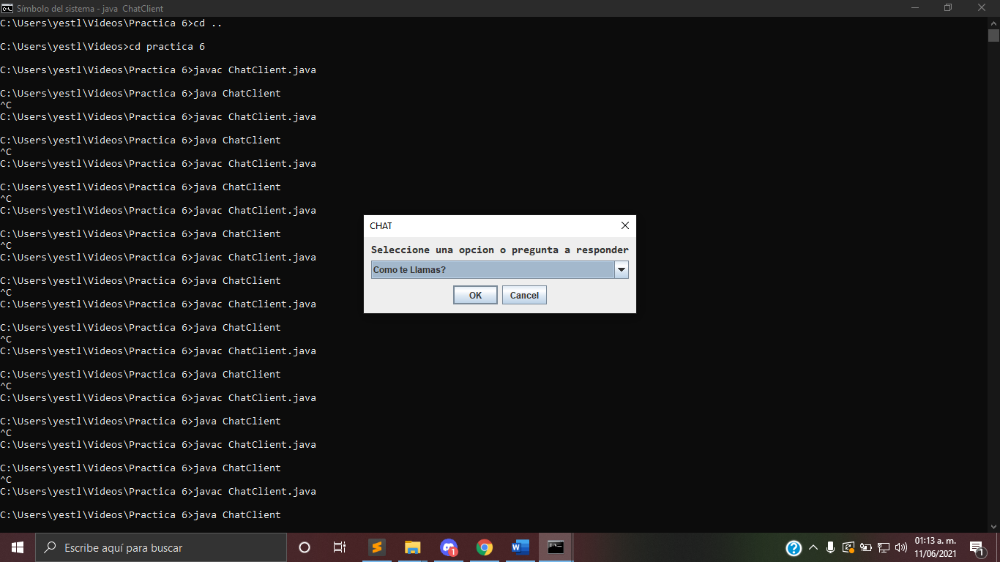 Símbolo del sistema - java  ChatClient
C:\Users\yestl\Videos\Practica 6>cd ..
C:\Users\yestl\Videos>cd practica 6
C:\Users\yestl\Videos\Practica 6>javac ChatClient.java
C:\Users\yestl\Videos\Practica 6>java ChatClient
^C
C:\Users\yestl\Videos\Practica 6>javac ChatClient.java
C:\Users\yestl\Videos\Practica 6>java ChatClient
^C
C:\Users\yestl\Videos\Practica 6>javac ChatClient.java
C:\Users\yestl\Videos\Practica 6>java ChatClient
^C
C:\Users\yestl\Videos\Practica 6>javac ChatClient.java
C:\Users\yestl\Videos\Practica 6>java ChatClient
^C
C:\Users\yestl\Videos\Practica 6>javac ChatClient.java
C:\Users\yestl\Videos\Practica 6>java ChatClient
^C
C:\Users\yestl\Videos\Practica 6>javac ChatClient.java
C:\Users\yestl\Videos\Practica 6>java ChatClient
^C
C:\Users\yestl\Videos\Practica 6>javac ChatClient.java
C:\Users\yestl\Videos\Practica 6>java ChatClient
^C
C:\Users\yestl\Videos\Practica 6>javac ChatClient.java
C:\Users\yestl\Videos\Practica 6>java ChatClient
^C
C:\Users\yestl\Videos\Practica 6>javac ChatClient.java
C:\Users\yestl\Videos\Practica 6>java ChatClient
^C
C:\Users\yestl\Videos\Practica 6>javac ChatClient.java
C:\Users\yestl\Videos\Practica 6>java ChatClient
CHAT
Seleccione una opcion o pregunta a responder
Como te Llamas?
OK
Cancel
Escribe aquí para buscar
1
01:13 a. m.
11/06/2021
1